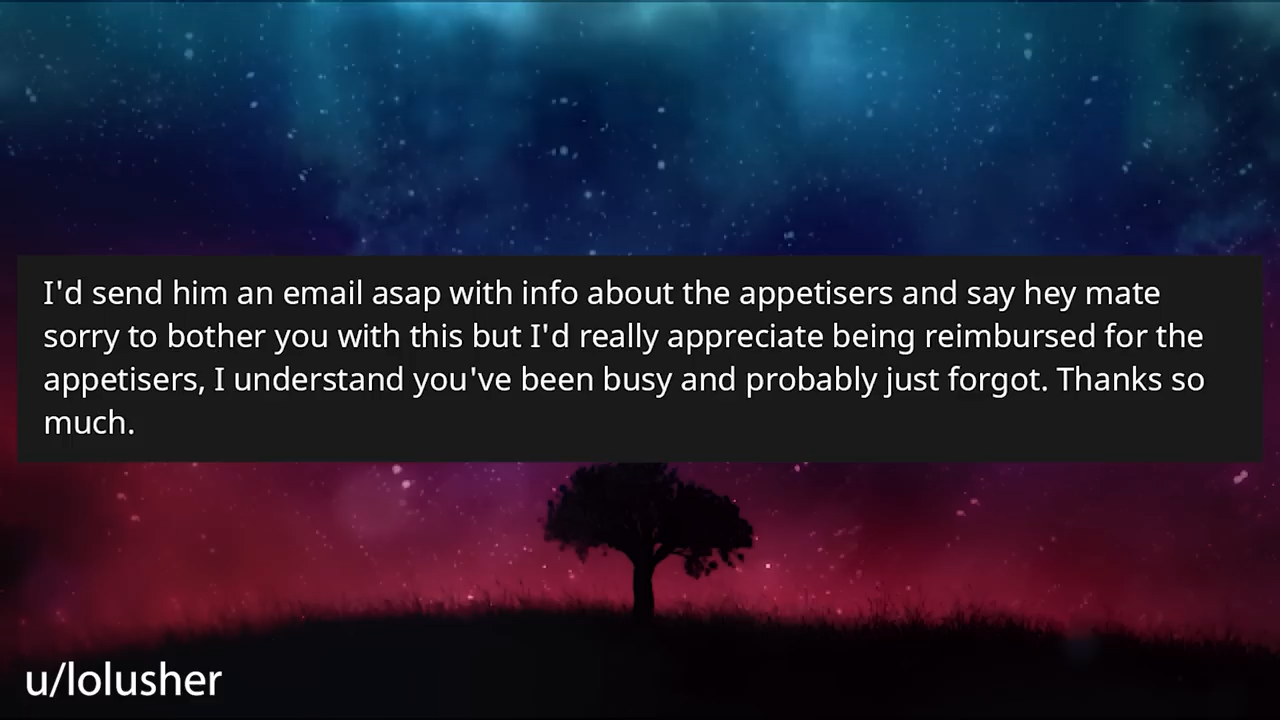 I'd send him an email asap with info about the appetisers and say hey mate
sorry to bother you with this but I'd really appreciate being reimbursed for the
appetisers, I understand you've been busy and probably just forgot. Thanks so
much.
u/lolusher